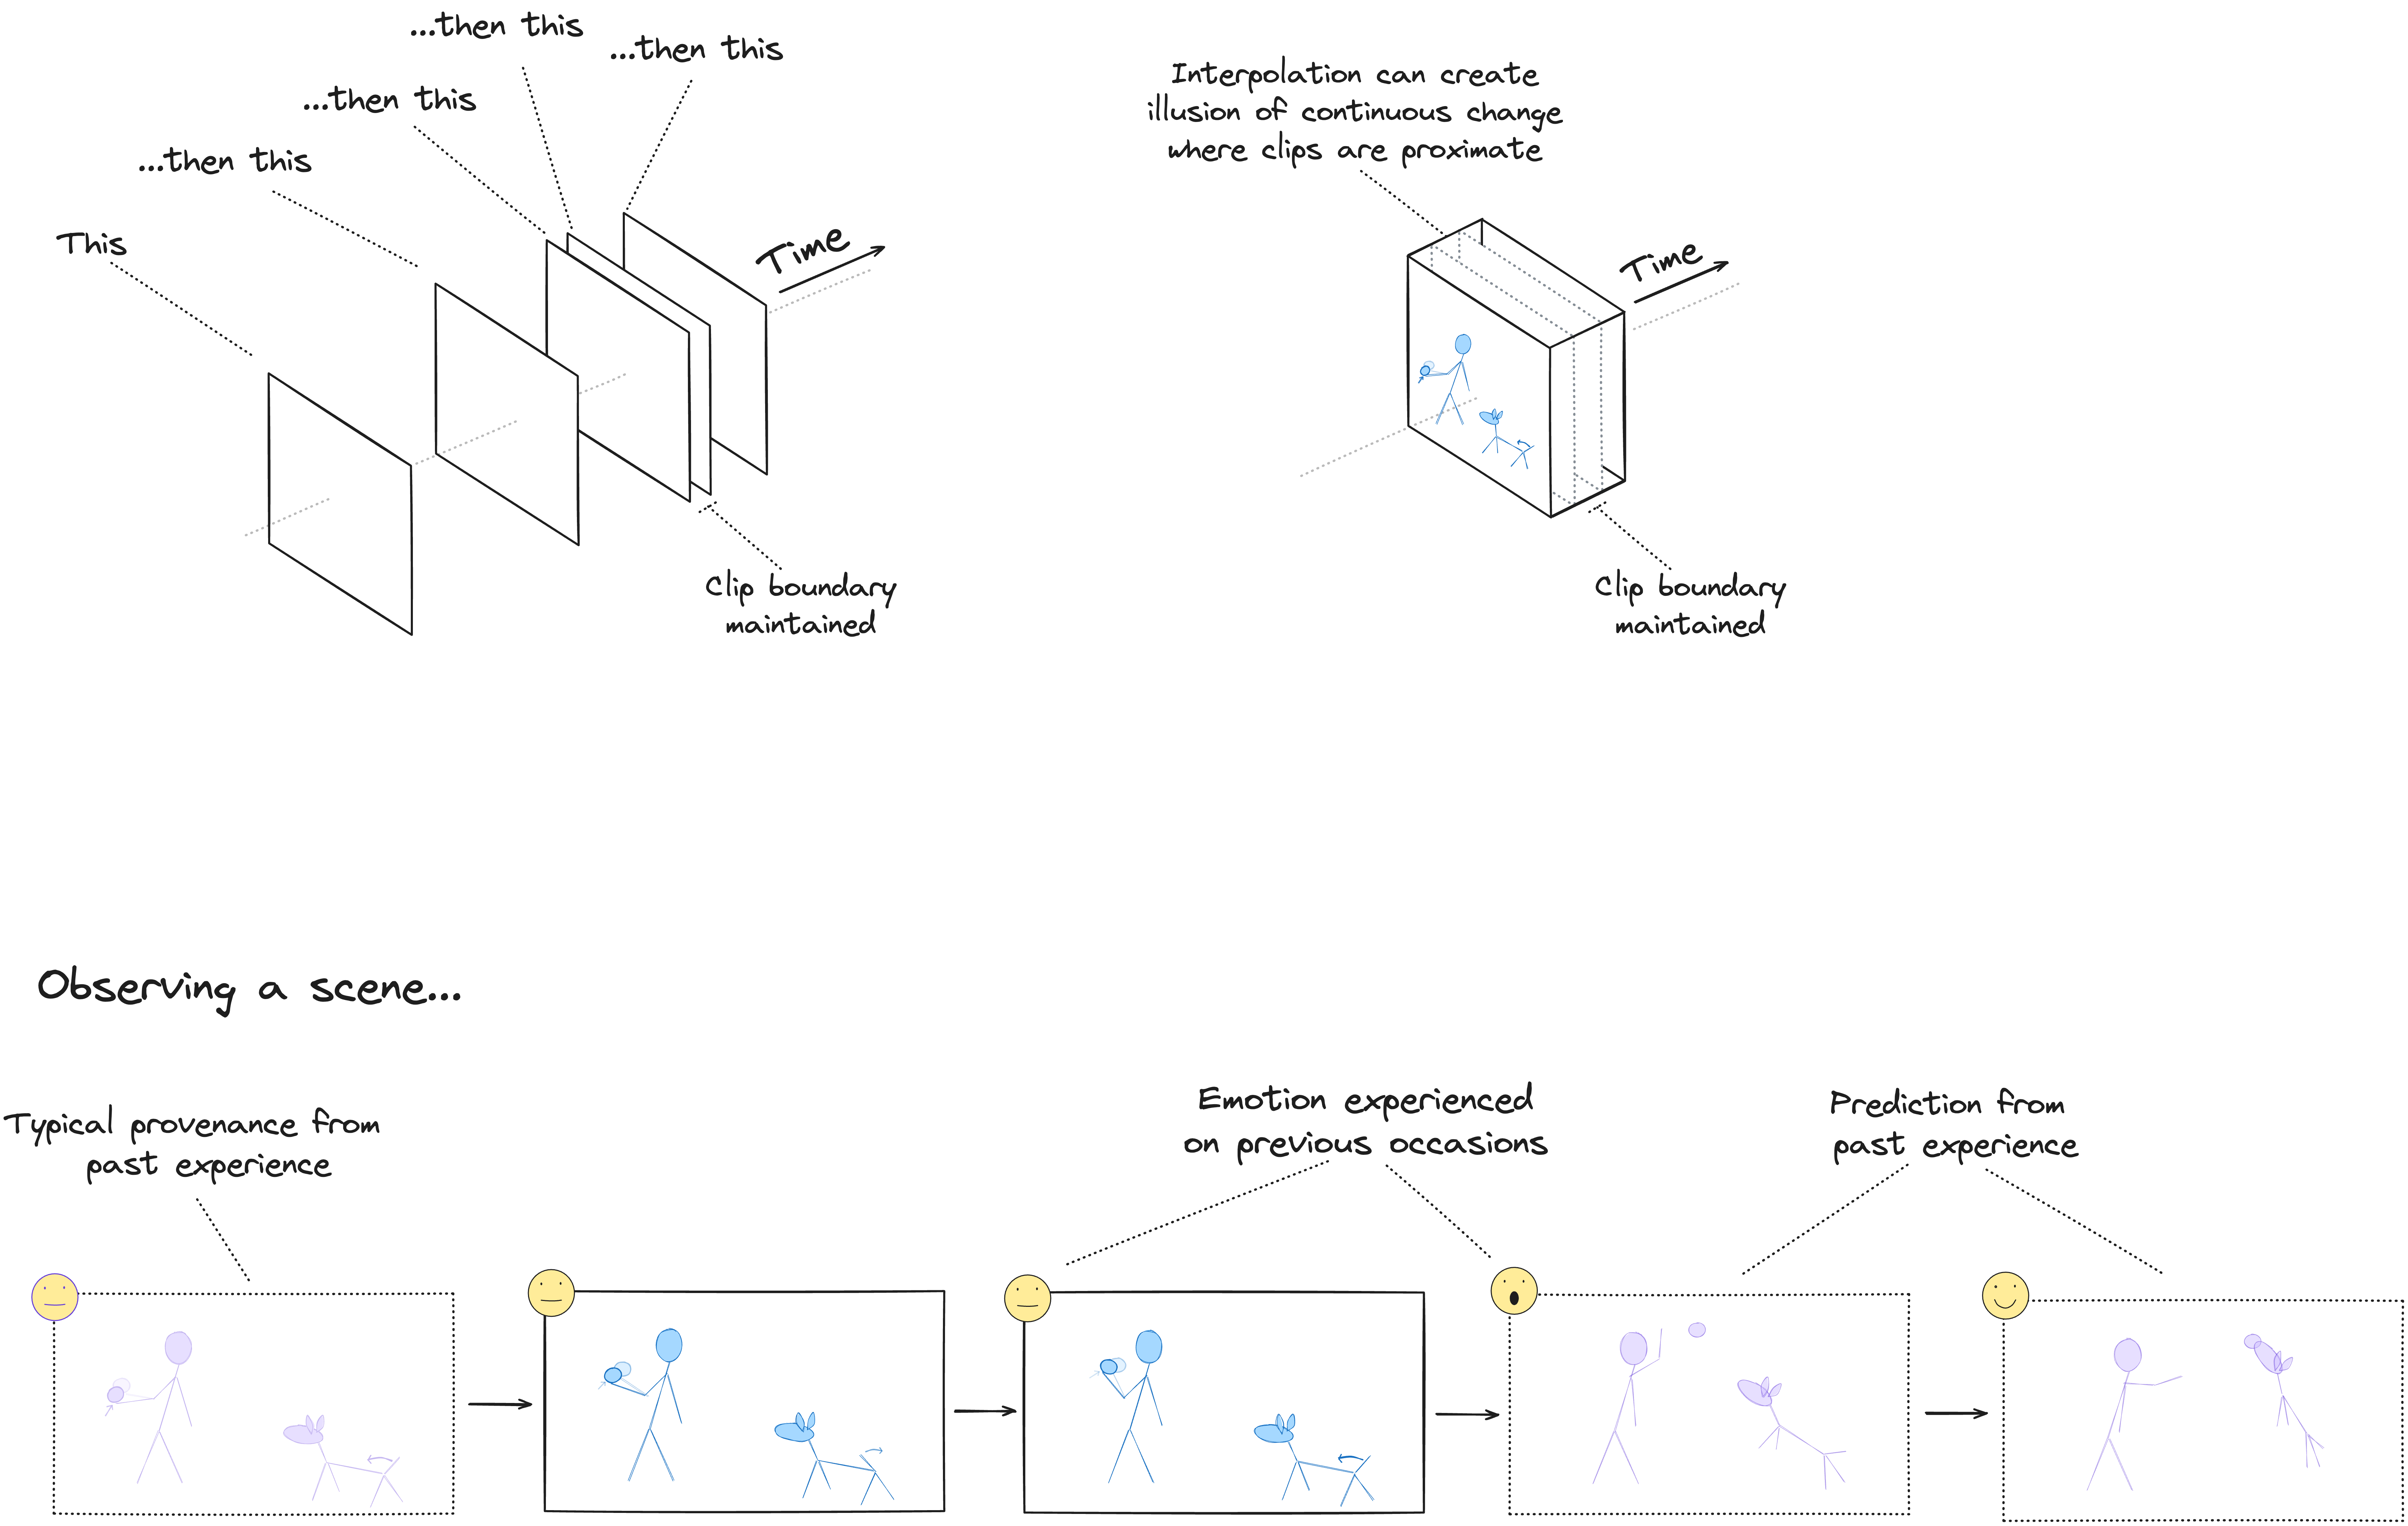 ...then this
...then this
...then this
...then this
This
Time
Clip boundary
maintained
Interpolation can create
illusion of continuous change
where clips are proximate
Time
Clip boundary
maintained
Observing a scene...
Typical provenance from
past experience
Emotion experienced
on previous occasions
Prediction from
past experience